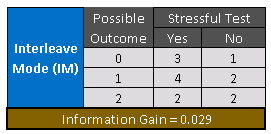 Interleave Mode (IM)
Possible Outcome
Stressful Test
Yes No
0 3 1
1 4 2
2 2 2
Information Gain = 0.029